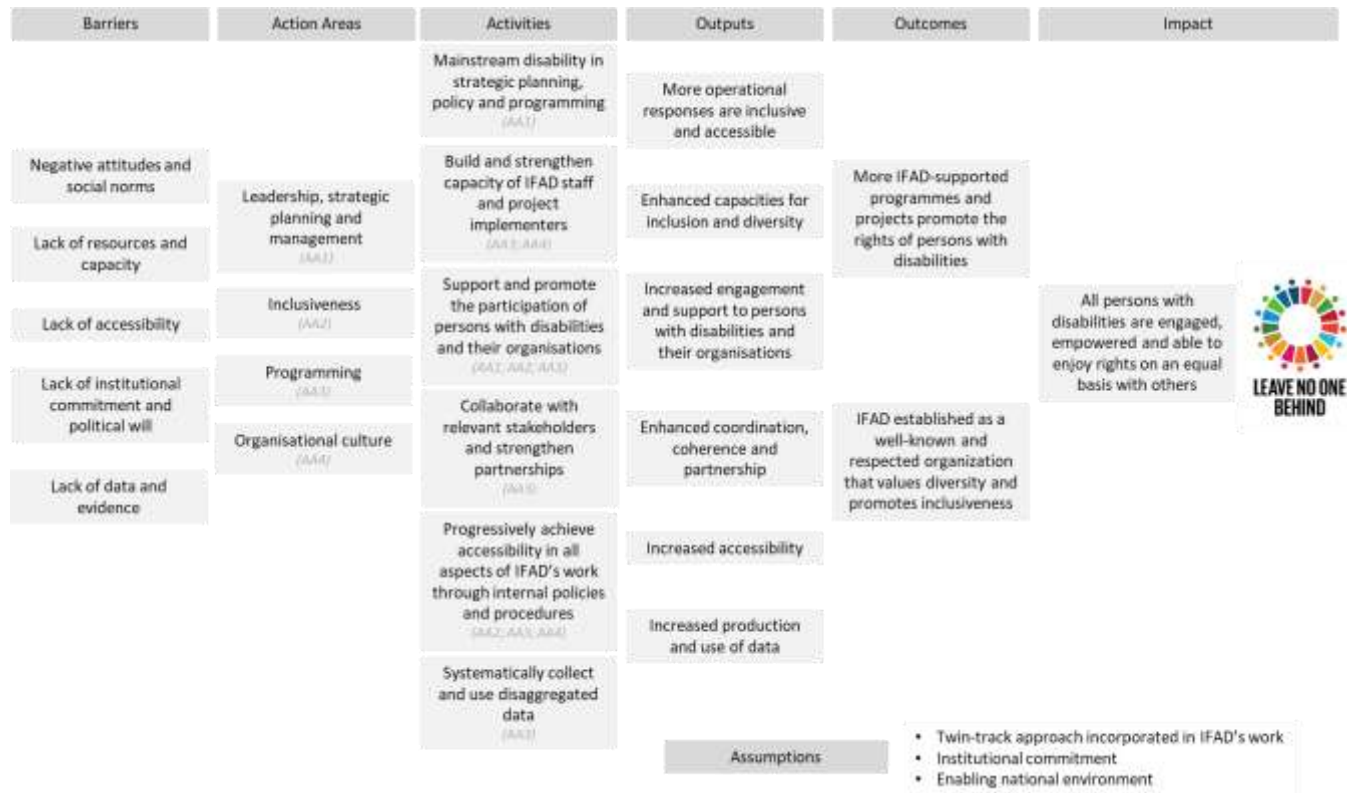 Barriers
Action Areas
Activities
Outputs
Outcomes
Impact
Negative attitudes and
social norms
Lack of resources and
capacity
Lack of accessibility
Lack of institutional
commitment and
political will
Lack of data and
evidence
Leadership, strategic
planning and
management
(AA1)
Inclusiveness
(AA2)
Programming
(AA3)
Organisational culture
(AA4)
Mainstream disability in
strategic planning,
policy and programming
(AA1)
Build and strengthen
capacity of IFAD staff
and project
implementers
Support and promote
the participation of
persons with disabilities
and their organisations
(AA1; AA2; AA3)
Collaborate with
relevant stakeholders
and strengthen
partnerships
Progressively achieve
accessibility in all
aspects of IFAD's work
through internal policies
and procedures
(AA2; AA3; AA4)
Systematically collect
and use disaggregated
data
(AA3)
More operational
responses are inclusive
and accessible
Enhanced capacities for
inclusion and diversity
Increased engagement
and support to persons
with disabilities and
their organisations
Enhanced coordination,
coherence and
partnership
Increased accessibility
Increased production
and use of data
More IFAD-supported
programmes and
projects promote the
rights of persons with
disabilities
IFAD established as a
well-known and
respected organization
that values diversity and
promotes inclusiveness
All persons with
disabilities are engaged,
empowered and able to
enjoy rights on an equal
basis with others
LEAVE NO ONE
BEHIND
Assumptions
• Twin-track approach incorporated in IFAD's work
• Institutional commitment
• Enabling national environment